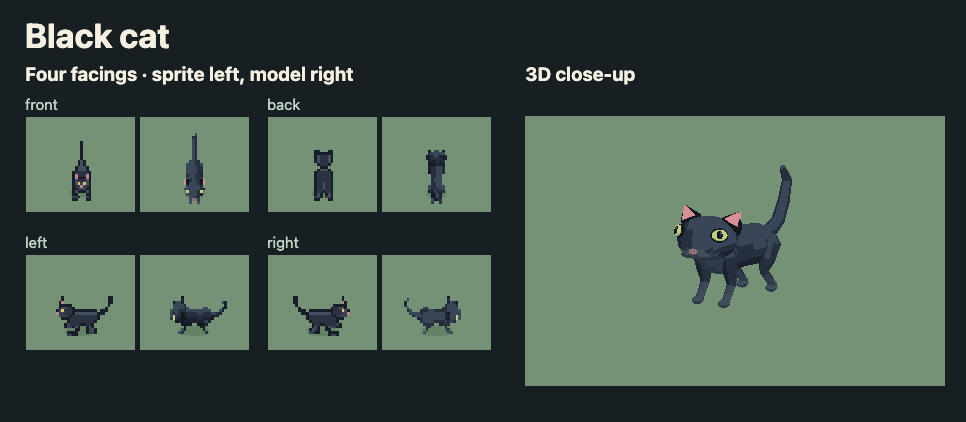 Black cat
Four facings · sprite left, model right
3D close-up
front
back
left
right